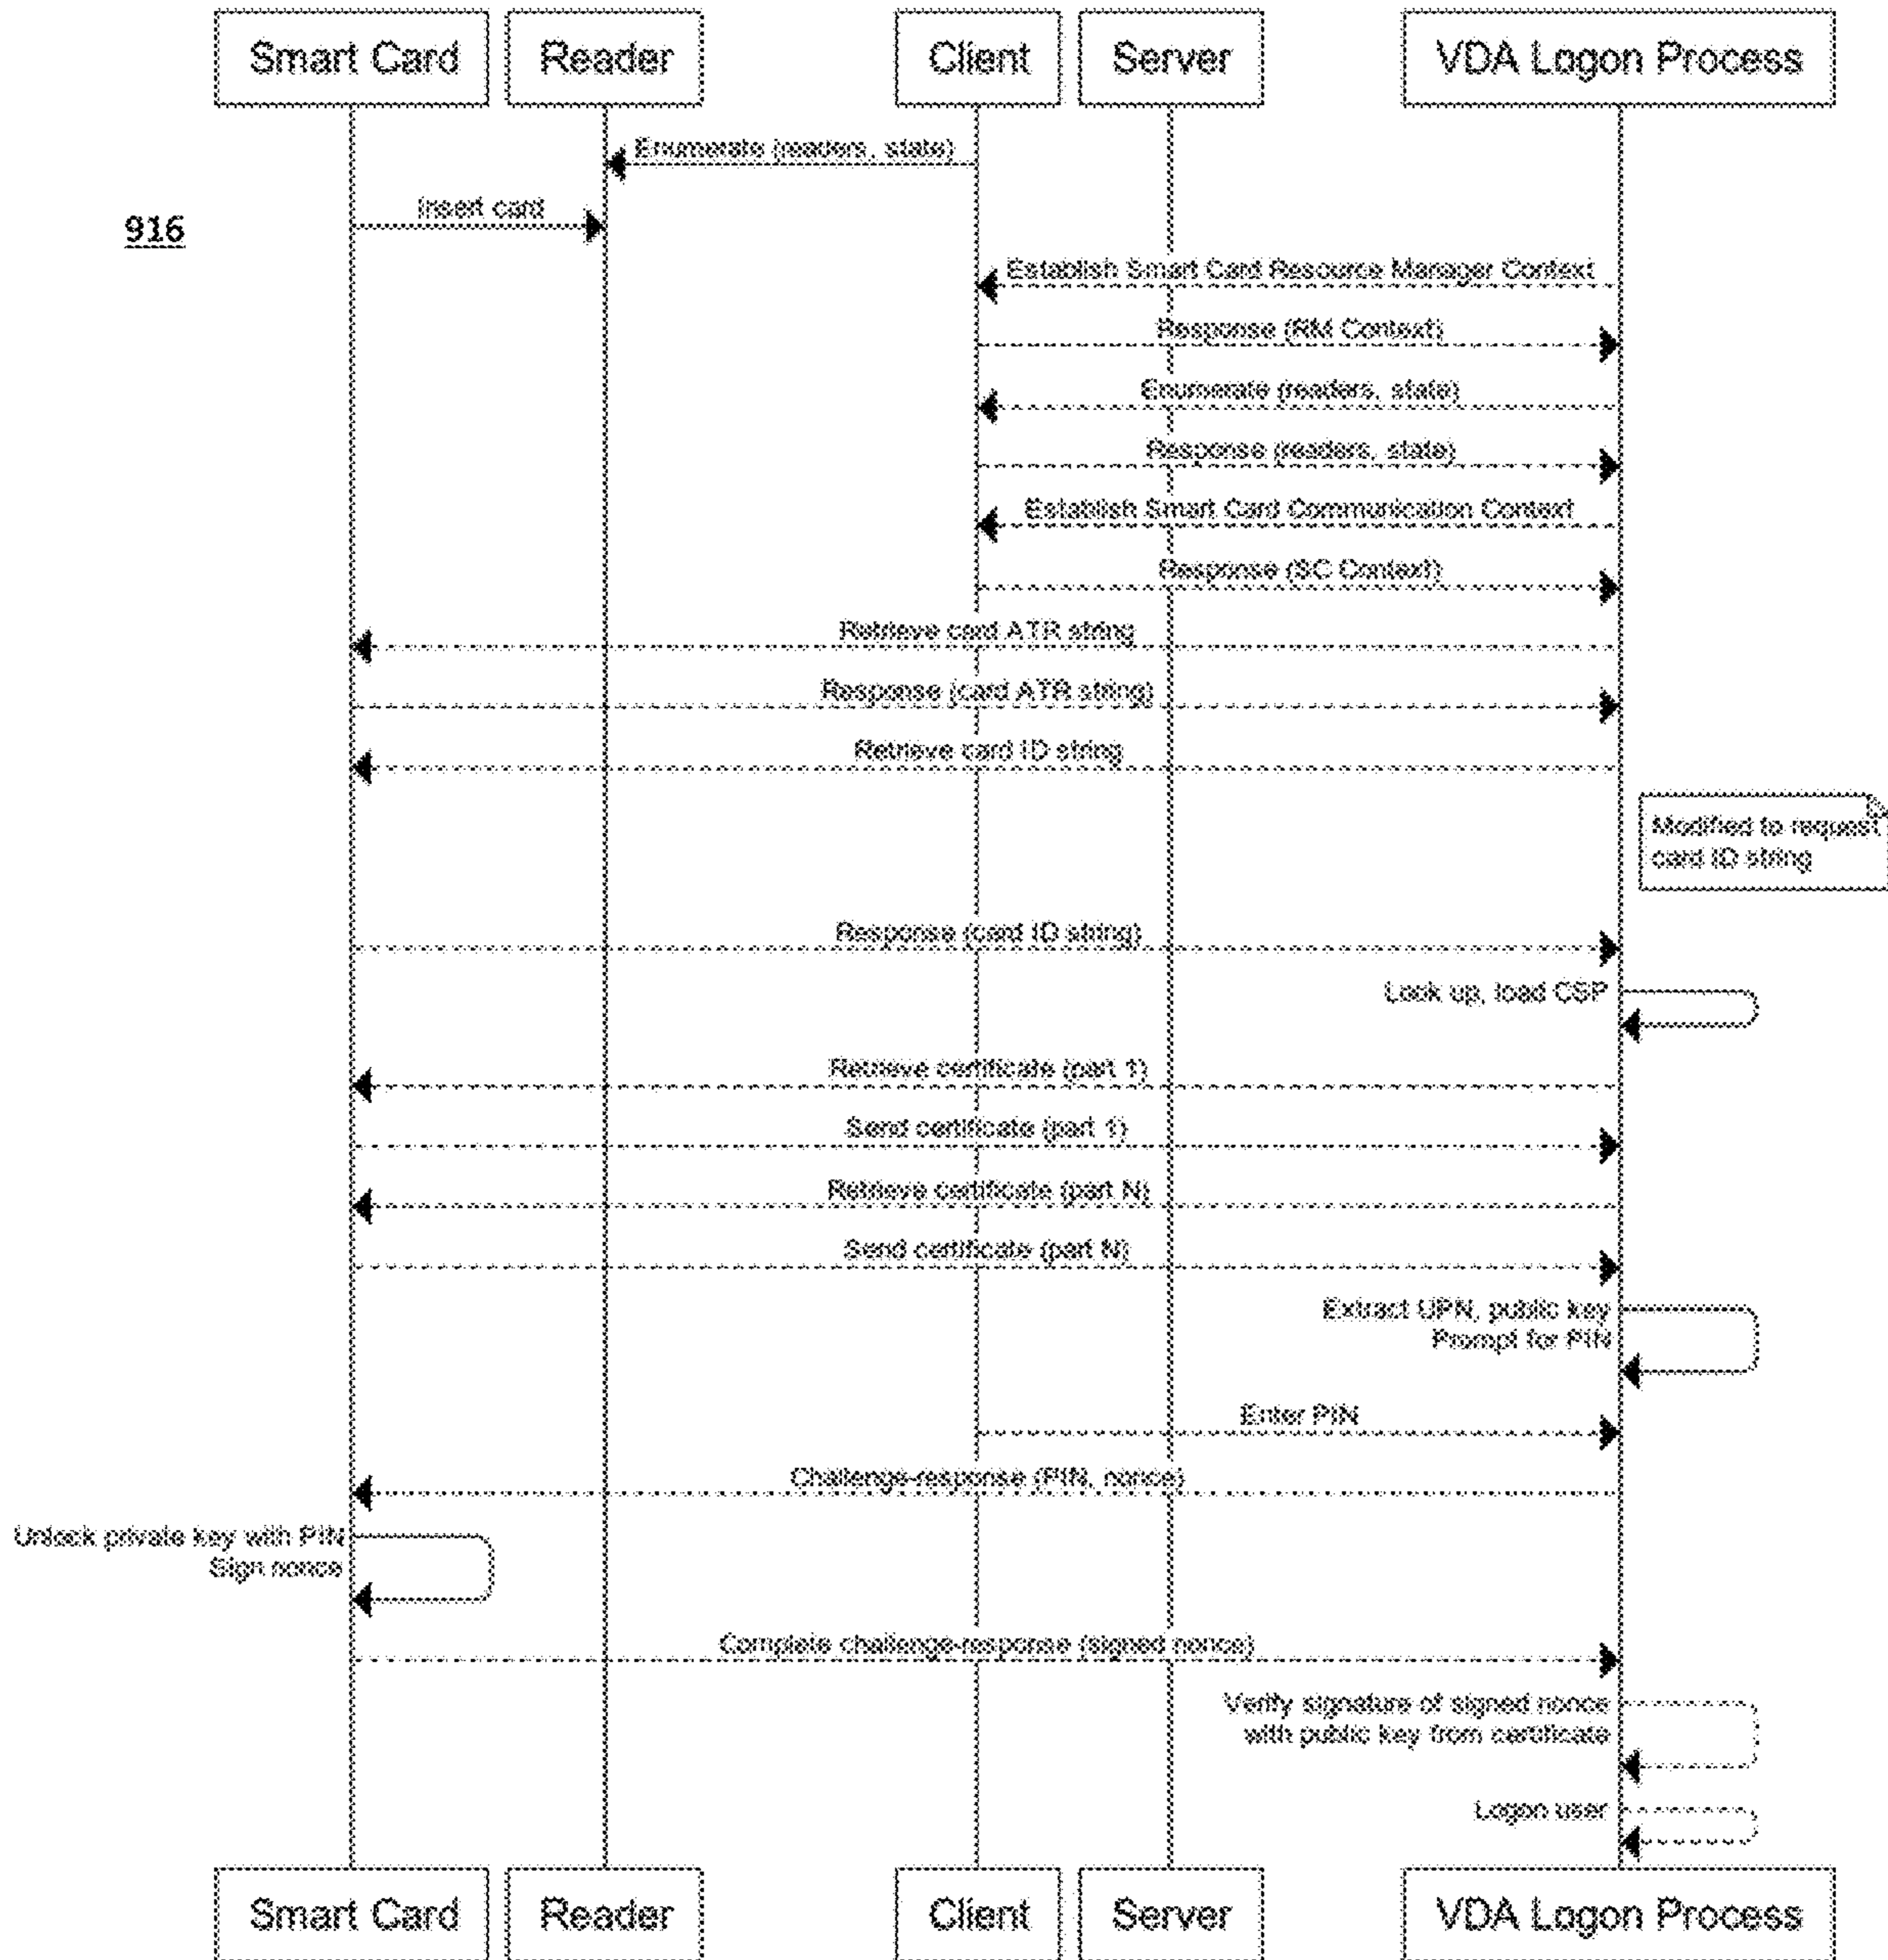 Smart Card
Reader
Client
Server
VDA Logon Process
Enumerate (readers, state)
Insert card
916
Establish Smart Card Resource Manager Context
Response (RM Context)
Enumerate (readers, state)
Response (readers, state)
Establish Smart Card Communication Context
Response (SC Context)
Retrieve card ATR string
Response (card ATR string)
Retrieve card ID string
Modified to request
card ID string
Response (card ID string)
Look up, load CSP
Retrieve certificate (part 1)
Send certificate (part 1)
Retrieve certificate (part N)
Send certificate (part N)
Extract UPN, public key
Prompt for PIN
Enter PIN
Challenge-response (PIN, nonce)
Unlock private key with PIN
Sign nonce
Complete challenge-response (signed nonce)
Verify signature of signed nonce
with public key from certificate
Logon user
Smart Card
Reader
Client
Server
VDA Logon Process